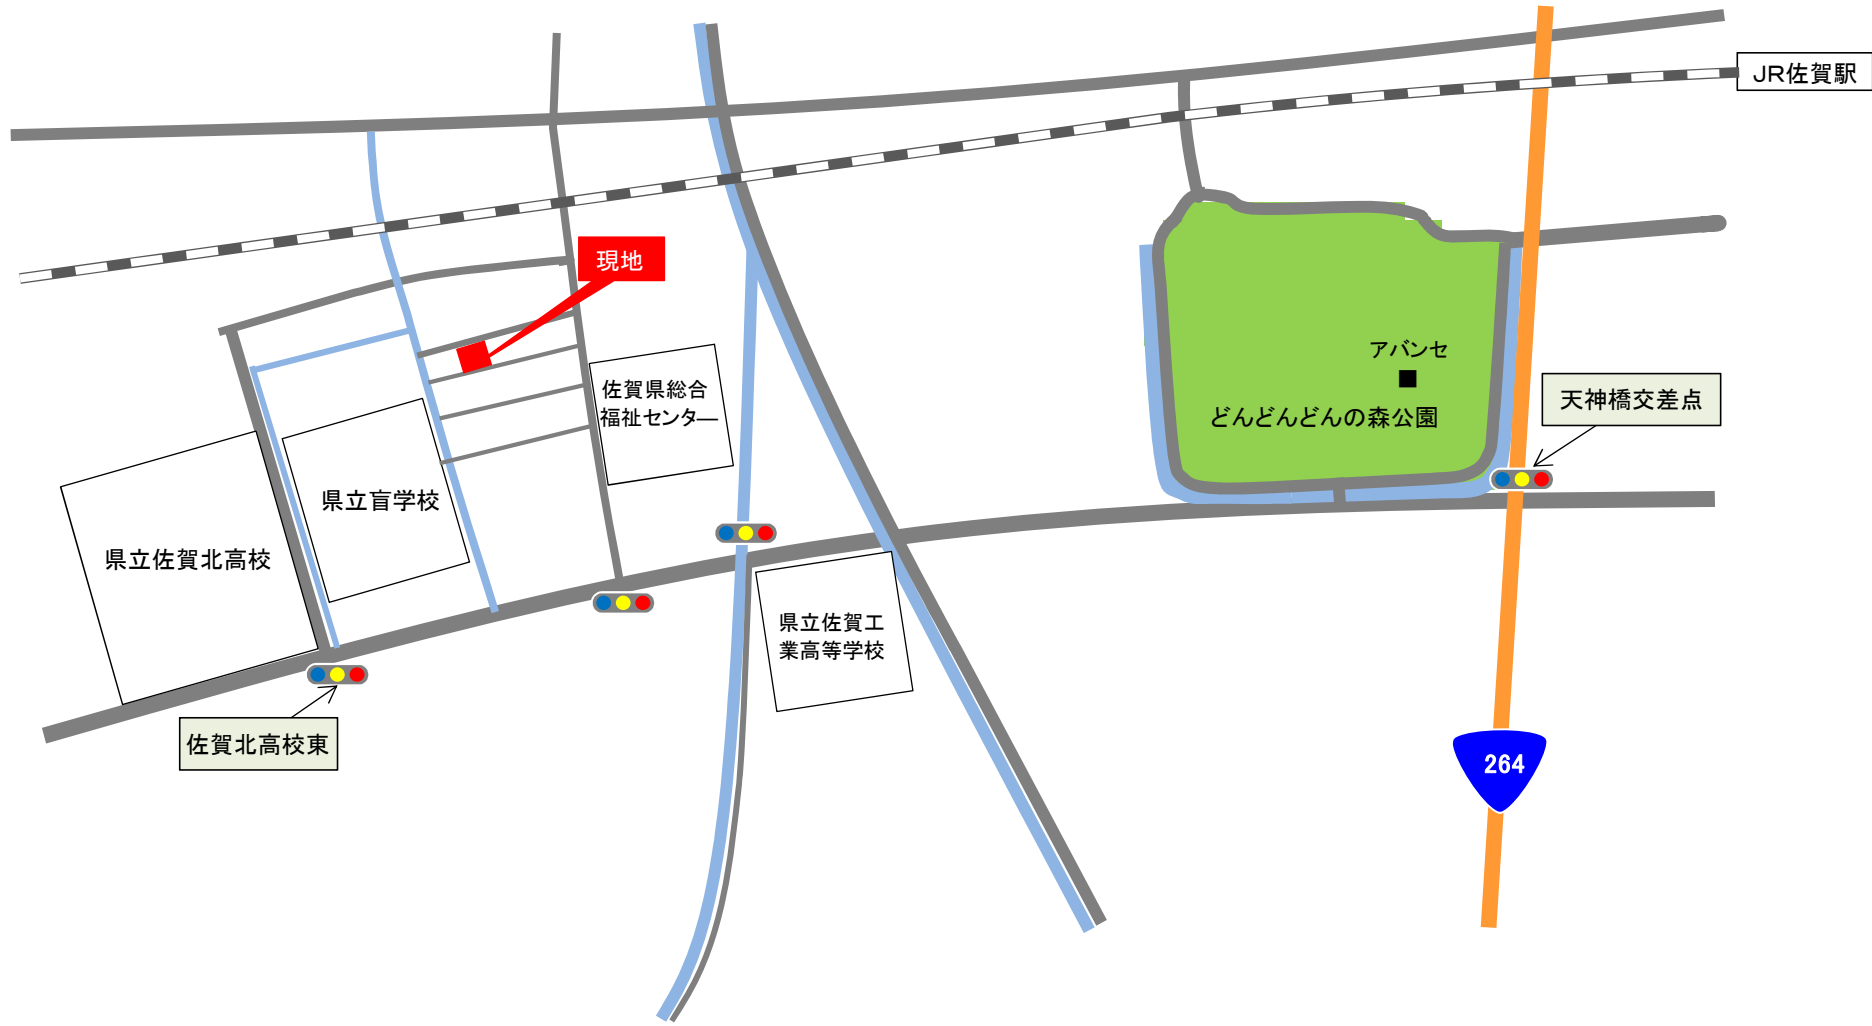 JR佐賀駅
現地
アバンセ
どんどんどんの森公園
天神橋交差点
佐賀県総合
福祉センター
県立盲学校
県立佐賀北高校
県立佐賀工
業高等学校
佐賀北高校東
264